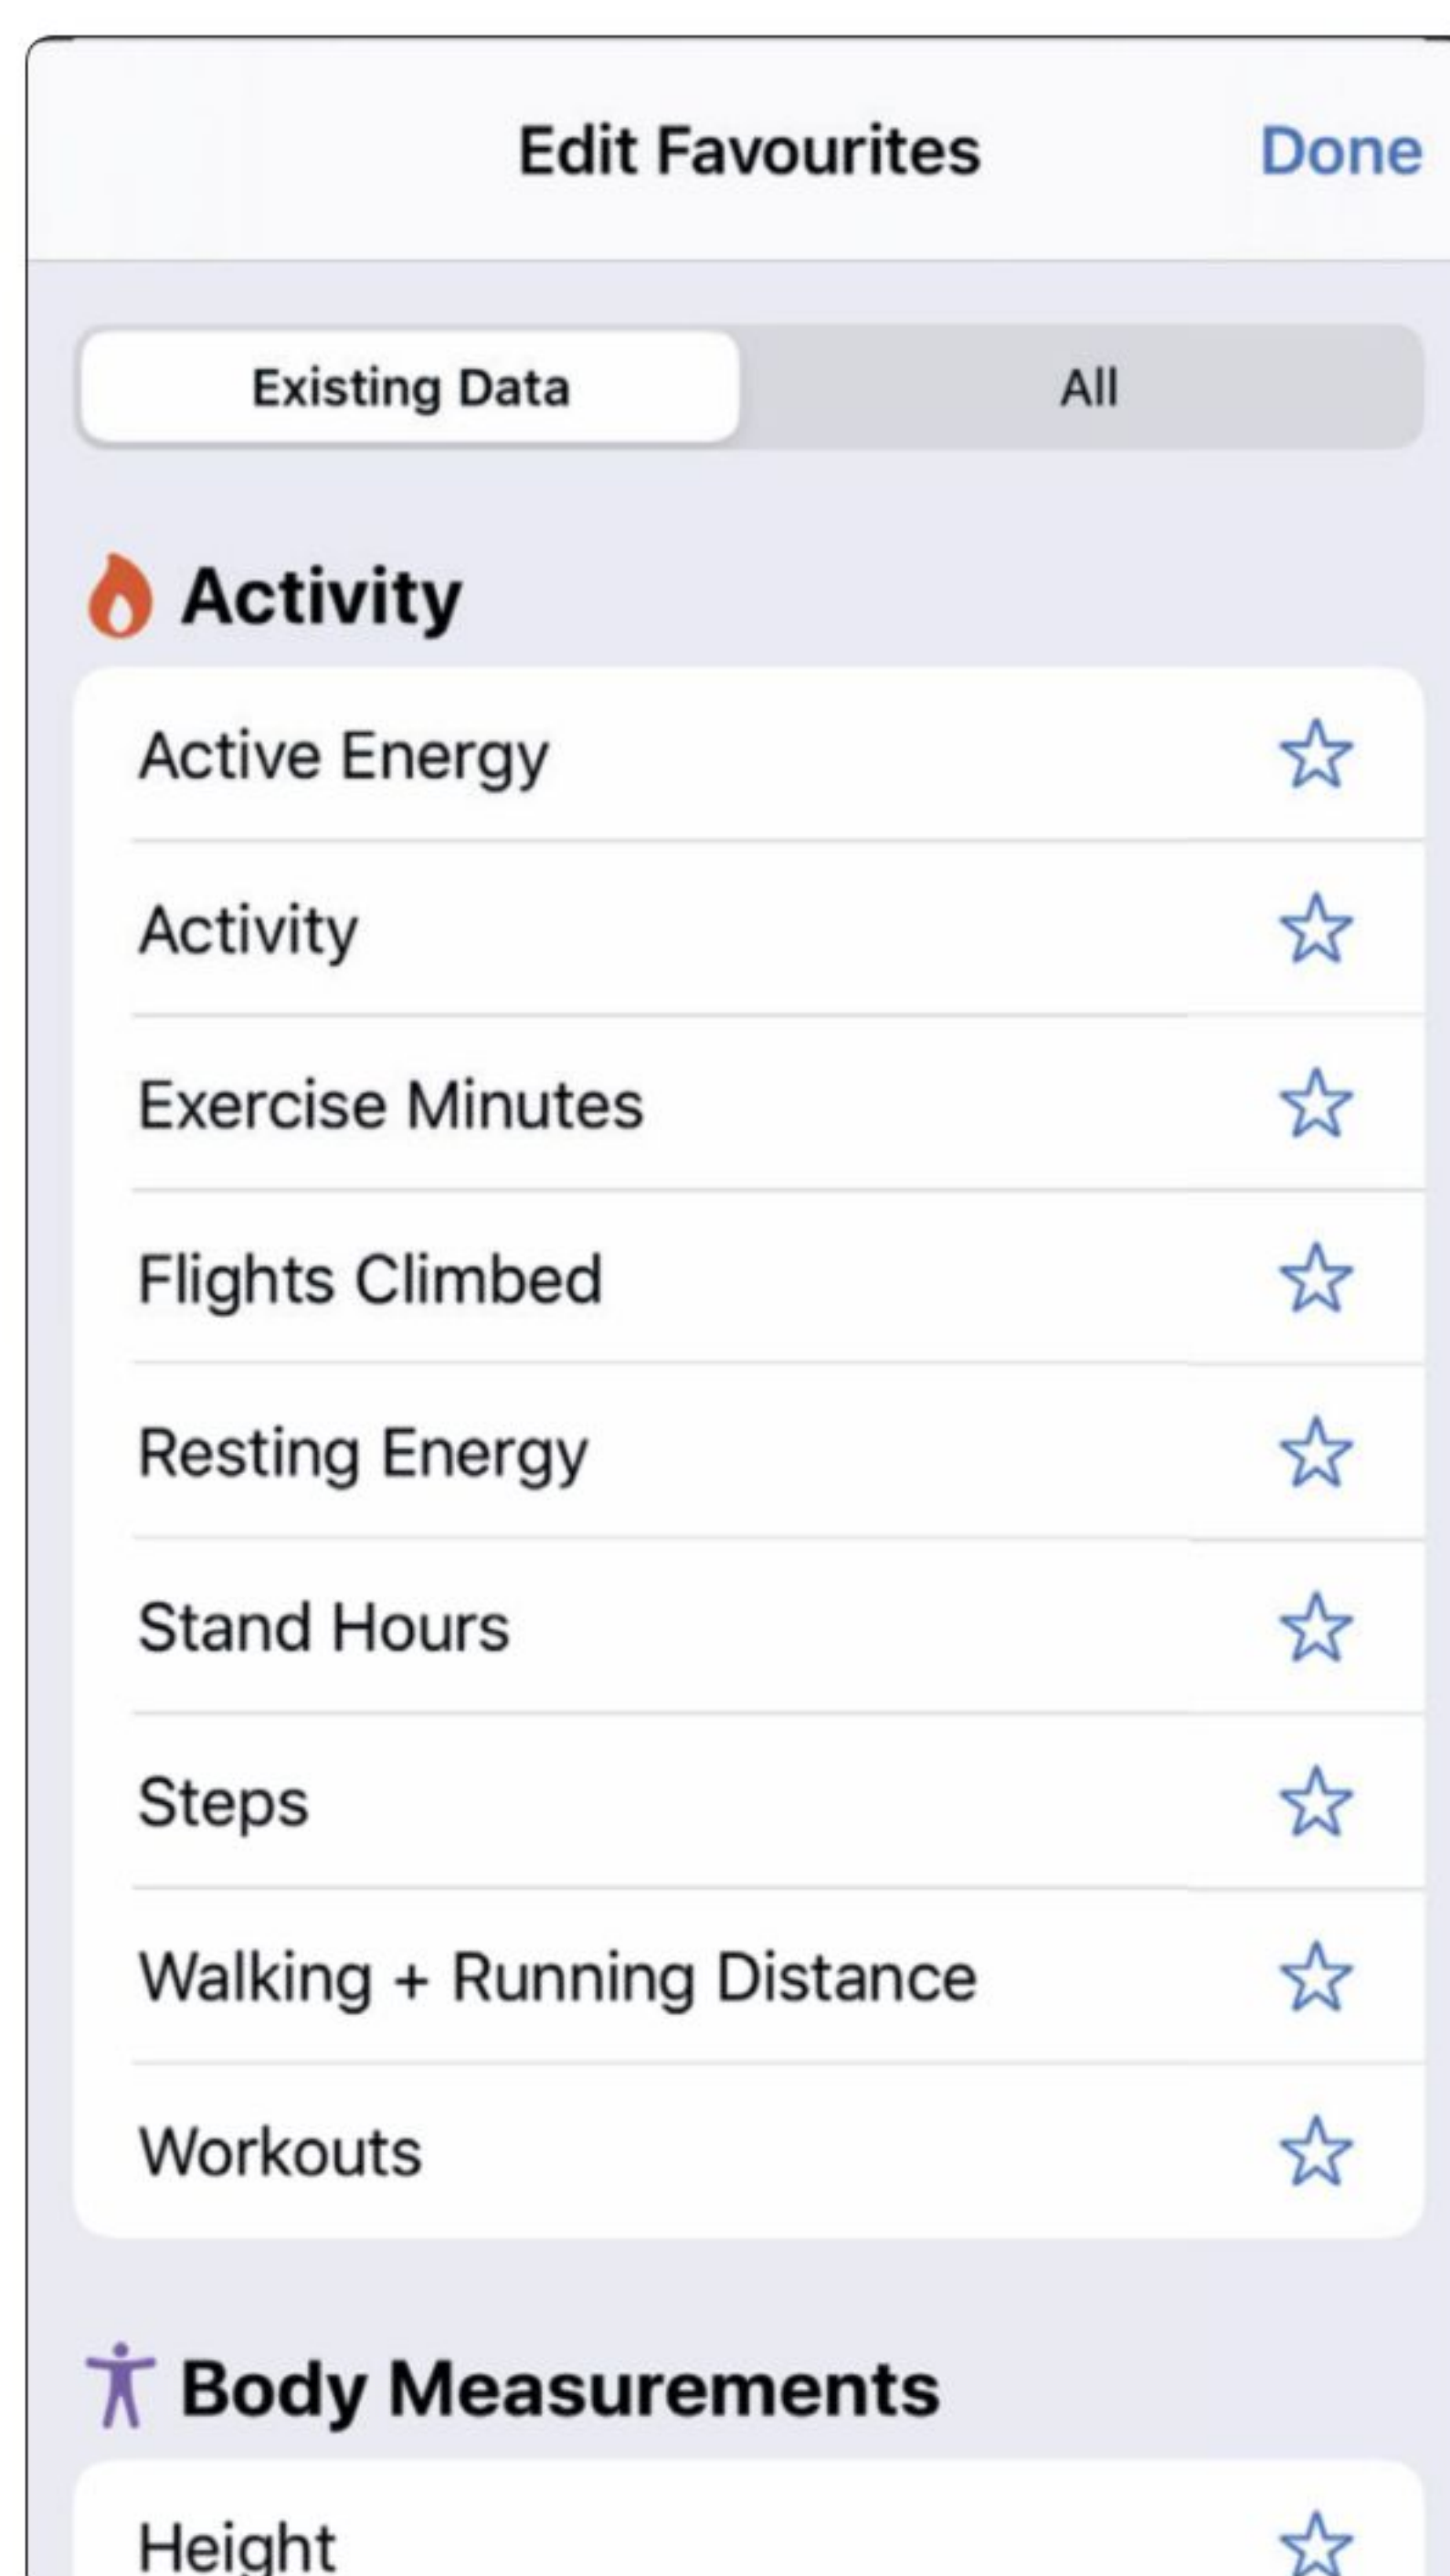 Edit Favourites
Done
Existing Data
All
Activity
Active Energy
Activity
Exercise Minutes
Flights Climbed
Resting Energy
Stand Hours
Steps
Walking + Running Distance
Workouts
Body Measurements
Height